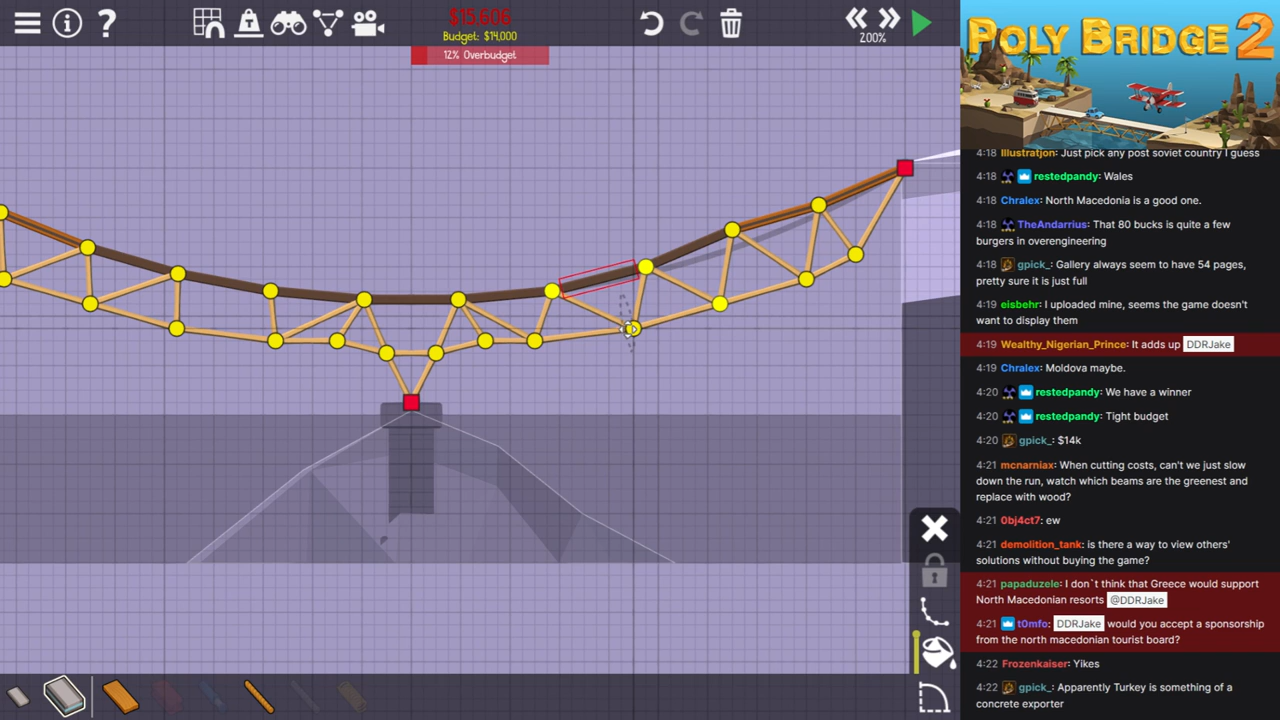 $15,606
Budget: $14,000
12% Overbudget
200%
POLY BRIDGE 2
4:18 Illustratjon: Just pick any post soviet country I guess
4:18 restedpandy: Wales
4:18 Chralex: North Macedonia is a good one.
4:18 TheAndarrius: That 80 bucks is quite a few
burgers in overengineering
4:18 gpick_: Gallery always seem to have 54 pages,
pretty sure it is just full
4:19 eisbehr: I uploaded mine, seems the game doesn't
want to display them
4:19 Wealthy_Nigerian_Prince: It adds up DDRJake
4:19 Chralex: Moldova maybe.
4:20 restedpandy: We have a winner
4:20 restedpandy: Tight budget
4:20 gpick_: $14k
4:21 mcnarniax: When cutting costs, can't we just slow
down the run, watch which beams are the greenest and
replace with wood?
4:21 0bj4ct7: ew
4:21 demolition_tank: is there a way to view others'
solutions without buying the game?
4:21 papaduzele: I don`t think that Greece would support
North Macedonian resorts @DDRJake
4:21 t0mfo: DDRJake would you accept a sponsorship
from the north macedonian tourist board?
4:22 Frozenkaiser: Yikes
4:22 gpick_: Apparently Turkey is something of a
concrete exporter